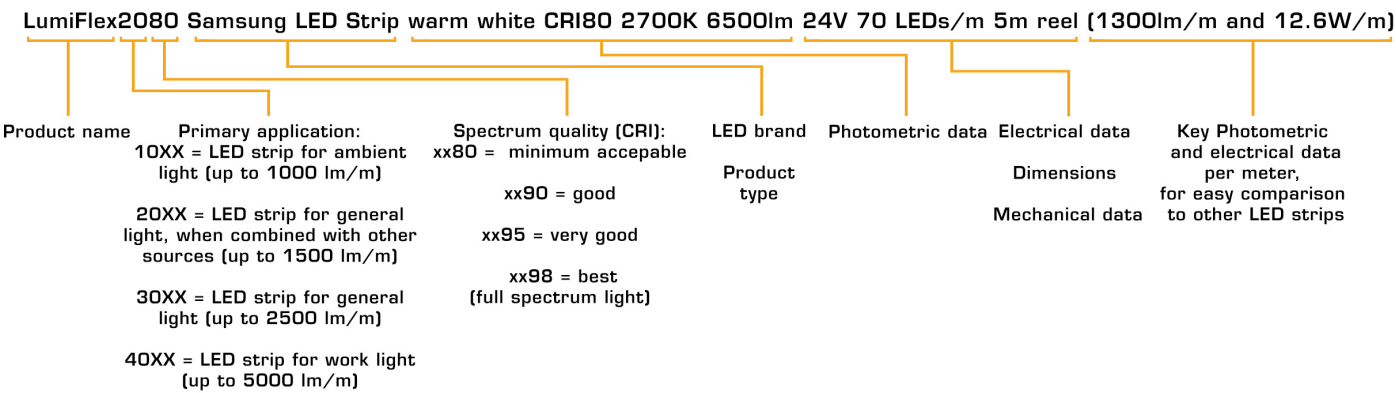 LumiFlex2080 Samsung LED Strip warm white CRI80 2700K 6500lm 24V 70 LEDs/m 5m reel (1300lm/m and 12.6W/m)
Product name
Primary application:
10XX = LED strip for ambient
light (up to 1000 lm/m)
20XX = LED strip for general
light, when combined with other
sources (up to 1500 lm/m)
30XX = LED strip for general
light (up to 2500 lm/m)
40XX = LED strip for work light
(up to 5000 lm/m)
Spectrum quality (CRI):
xx80 = minimum accepable
xx90 = good
xx95 = very good
xx98 = best
(full spectrum light)
LED brand
Product
type
Photometric data
Electrical data
Dimensions
Mechanical data
Key Photometric
and electrical data
per meter,
for easy comparison
to other LED strips